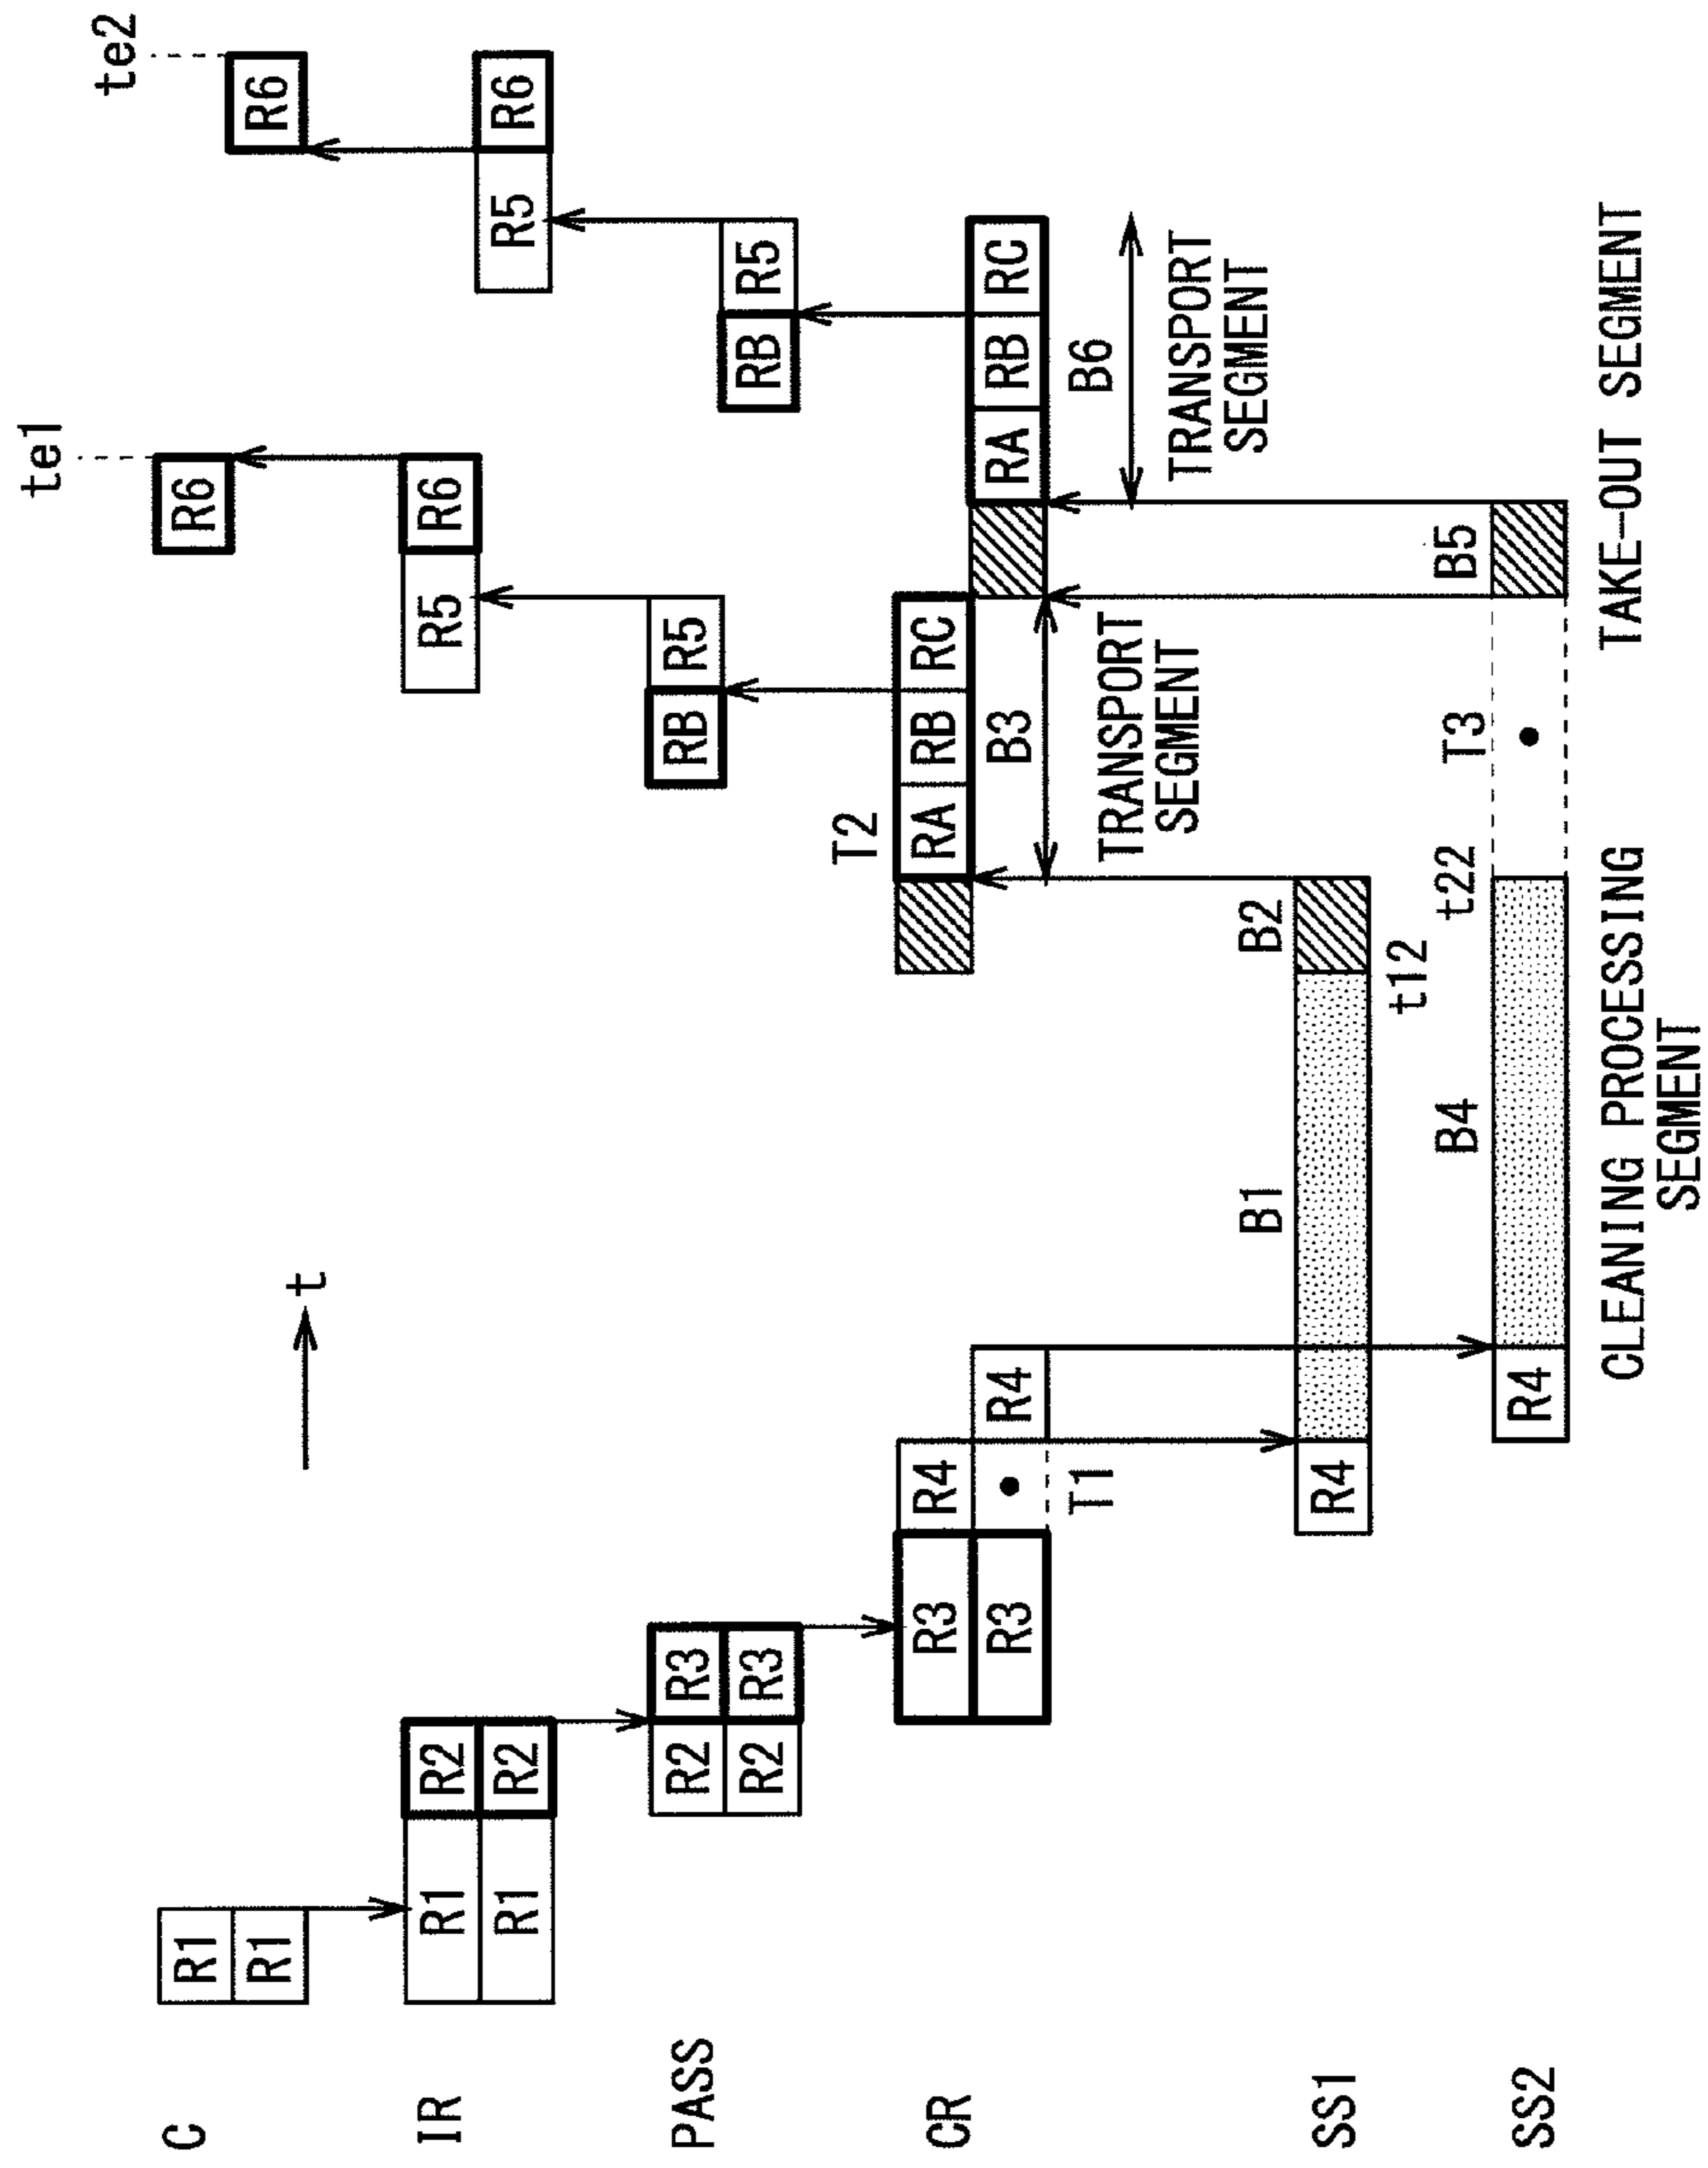 te1
te2
C R1 R6
R1 R6
t
IR R1 R2 R5 R6
R1 R2 R5 R6
PASS R2 R3 RB R5
R2 R3 RB R5
T2
CR R3 R4 RA RB RC
R3 R4 B3 RA RB RC
T1 B6
TRANSPORT
SEGMENT
TRANSPORT
SEGMENT
B1 B2
SS1 R4
t12
B4 t22 T3 B5
SS2 R4
CLEANING PROCESSING
SEGMENT
TAKE-OUT SEGMENT